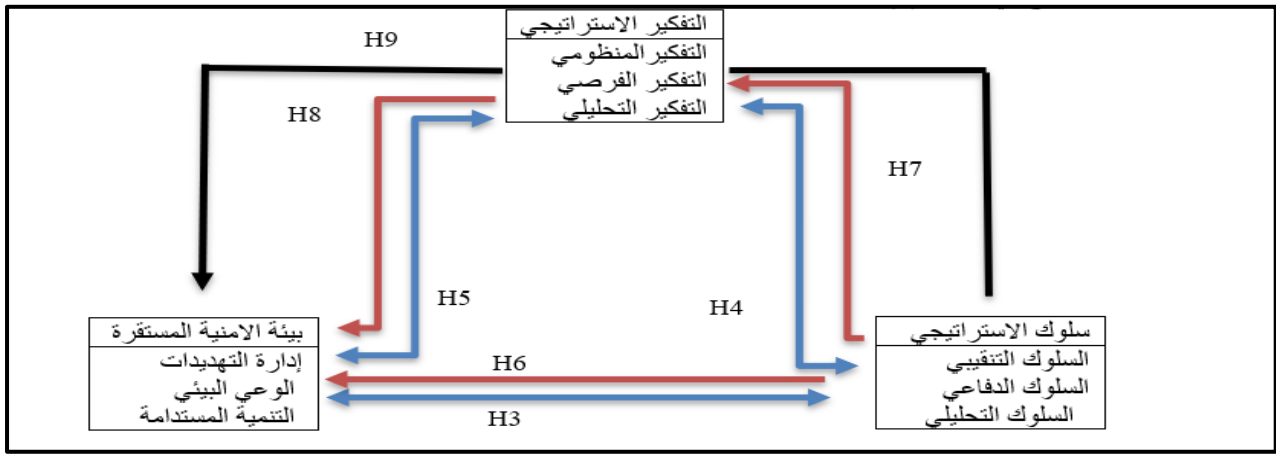 التفكير الاستراتيجي
التفكير المنظومي
التفكير الفرصي
التفكير التحليلي
H9
H8
H7
H5
H4
سلوك الاستراتيجي
السلوك التنقيبي
السلوك الدفاعي
السلوك التحليلي
بيئة الامنية المستقرة
إدارة التهديدات
الوعي البيئي
التنمية المستدامة
H6
H3